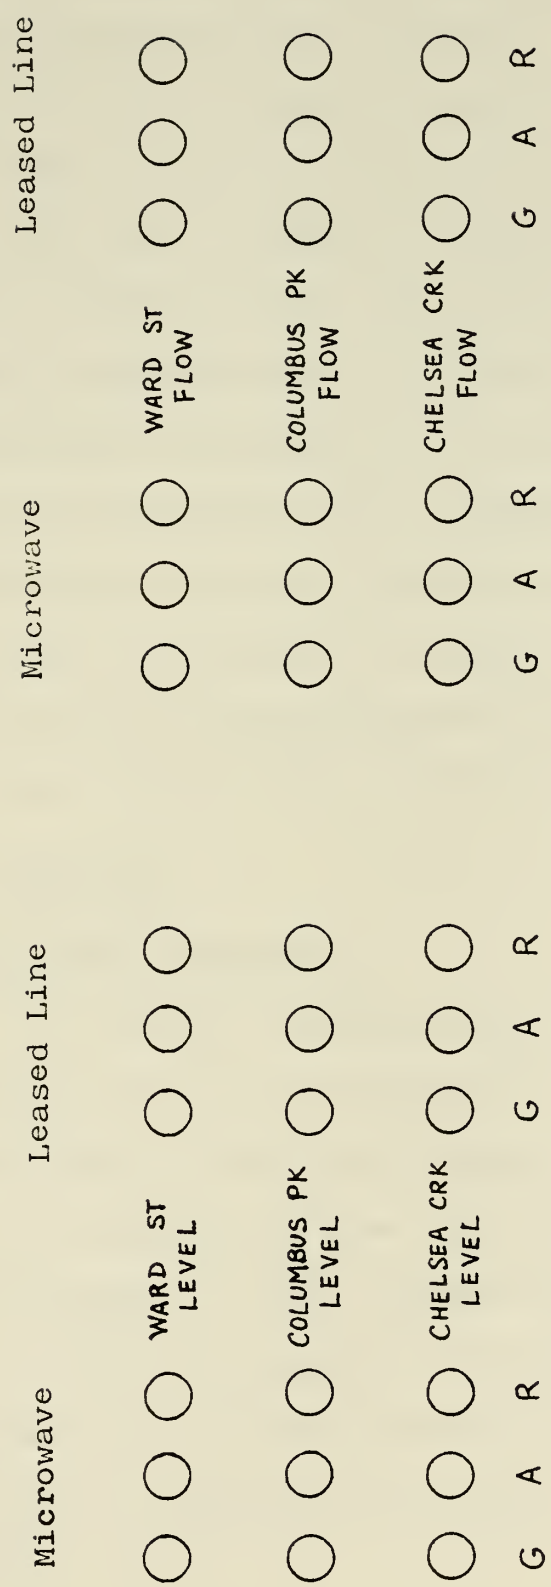 Microwave Leased Line Microwave Leased Line
WARD ST WARD ST
LEVEL FLOW
COLUMBUS PK COLUMBUS PK
LEVEL FLOW
CHELSEA CRK CHELSEA CRK
LEVEL FLOW
G A R G A R G A R G A R